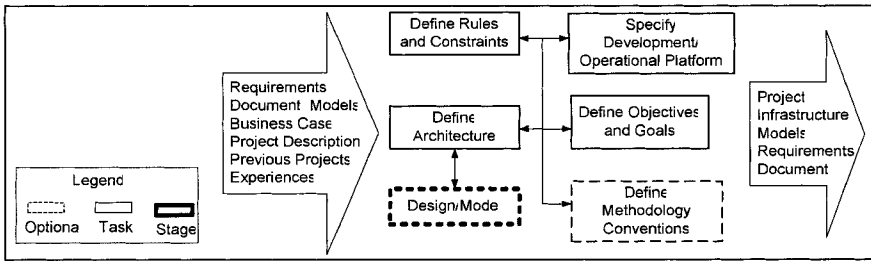 Define Rules
and Constraints
Specify
Development/
Operational Platform
Requirements
Document Models
Business Case
Project Description
Previous Projects
Experiences
Define
Architecture
Define Objectives
and Goals
Project
Infrastructure
Models
Requirements
Document
Design/Mode
Define
Methodology
Conventions
Legend
Optiona
Task
Stage